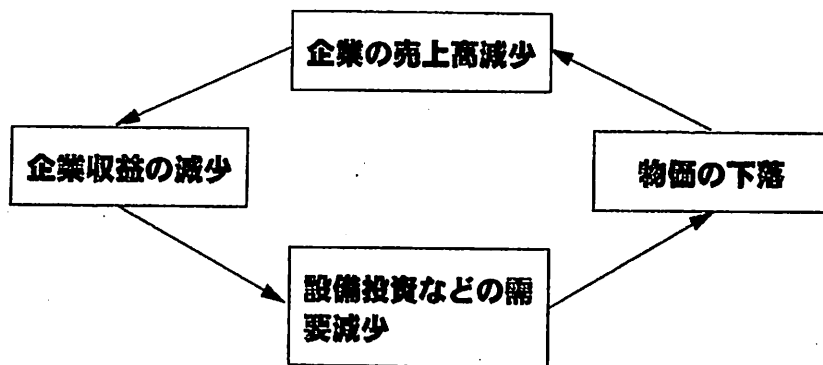 企業の売上高減少
企業収益の減少
物価の下落
設備投資などの需
要減少